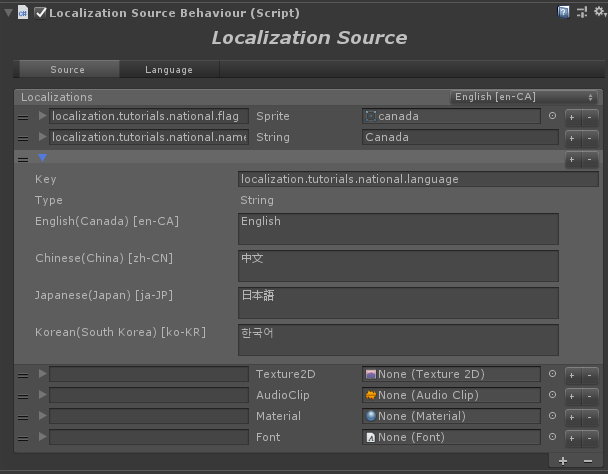 Localization Source Behaviour (Script)
Localization Source
Source Language
Localizations English [en-CA]
localization.tutorials.national.flag Sprite canada + -
localization.tutorials.national.name String Canada + -
+ -
Key localization.tutorials.national.language
Type String
English(Canada) [en-CA] English
Chinese(China) [zh-CN] 中文
Japanese(Japan) [ja-JP] 日本語
Korean(South Korea) [ko-KR] 한국어
Texture2D None (Texture 2D) + -
AudioClip None (Audio Clip) + -
Material None (Material) + -
Font None (Font) + -
+ -